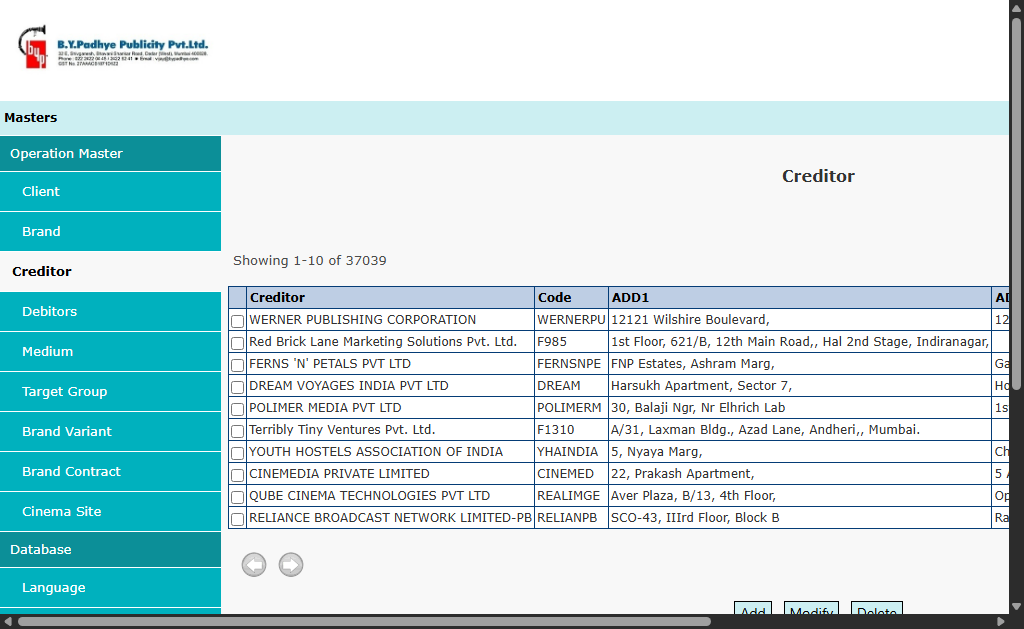 byp
B.Y.Padhye Publicity Pvt.Ltd.
Masters
Operation Master
Client
Brand
Creditor
Debitors
Medium
Target Group
Brand Variant
Brand Contract
Cinema Site
Database
Language
Creditor
Showing 1-10 of 37039
Creditor Code ADD1
WERNER PUBLISHING CORPORATION WERNERPU 12121 Wilshire Boulevard, 12
Red Brick Lane Marketing Solutions Pvt. Ltd. F985 1st Floor, 621/B, 12th Main Road,, Hal 2nd Stage, Indiranagar,
FERNS 'N' PETALS PVT LTD FERNSNPE FNP Estates, Ashram Marg, Ga
DREAM VOYAGES INDIA PVT LTD DREAM Harsukh Apartment, Sector 7, Ho
POLIMER MEDIA PVT LTD POLIMERM 30, Balaji Ngr, Nr Elhrich Lab 1s
Terribly Tiny Ventures Pvt. Ltd. F1310 A/31, Laxman Bldg., Azad Lane, Andheri,, Mumbai.
YOUTH HOSTELS ASSOCIATION OF INDIA YHAINDIA 5, Nyaya Marg, Ch
CINEMEDIA PRIVATE LIMITED CINEMED 22, Prakash Apartment, 5
QUBE CINEMA TECHNOLOGIES PVT LTD REALIMGE Aver Plaza, B/13, 4th Floor, Op
RELIANCE BROADCAST NETWORK LIMITED-PB RELIANPB SCO-43, IIIrd Floor, Block B Ra
Add Modify Delete